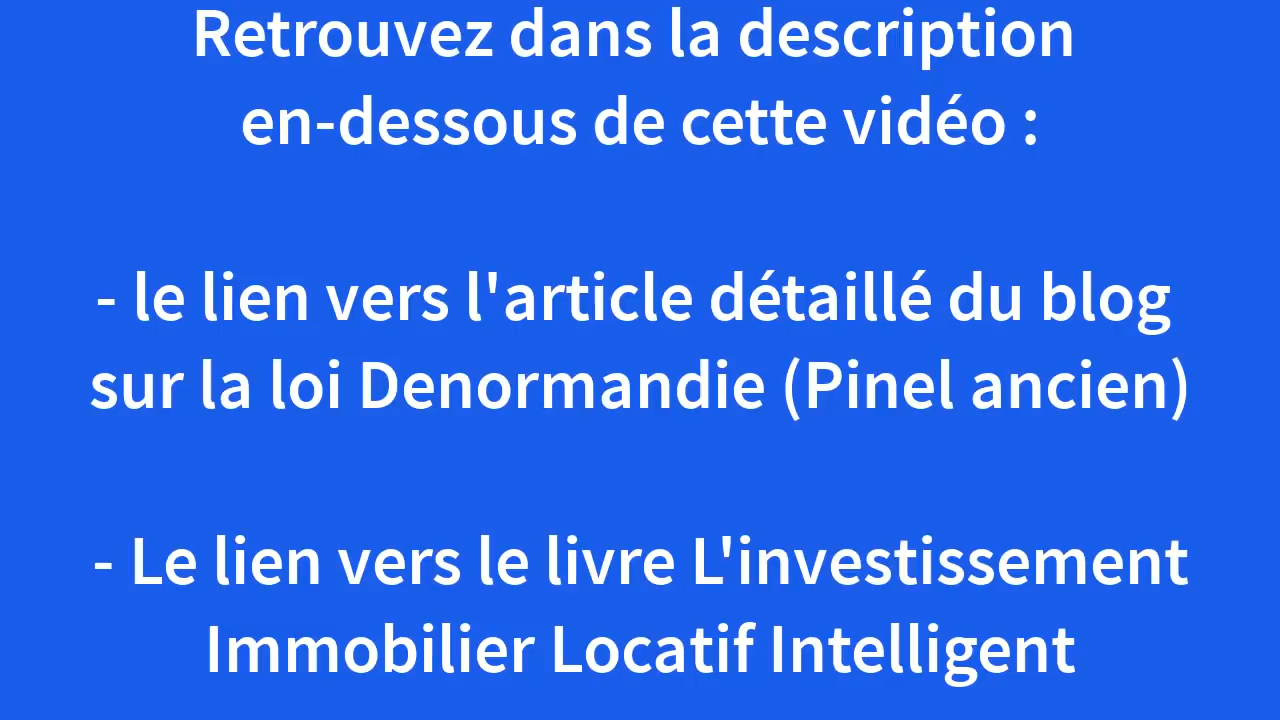 Retrouvez dans la description
en-dessous de cette vidéo :
- le lien vers l'article détaillé du blog
sur la loi Denormandie (Pinel ancien)
- Le lien vers le livre L'investissement
Immobilier Locatif Intelligent